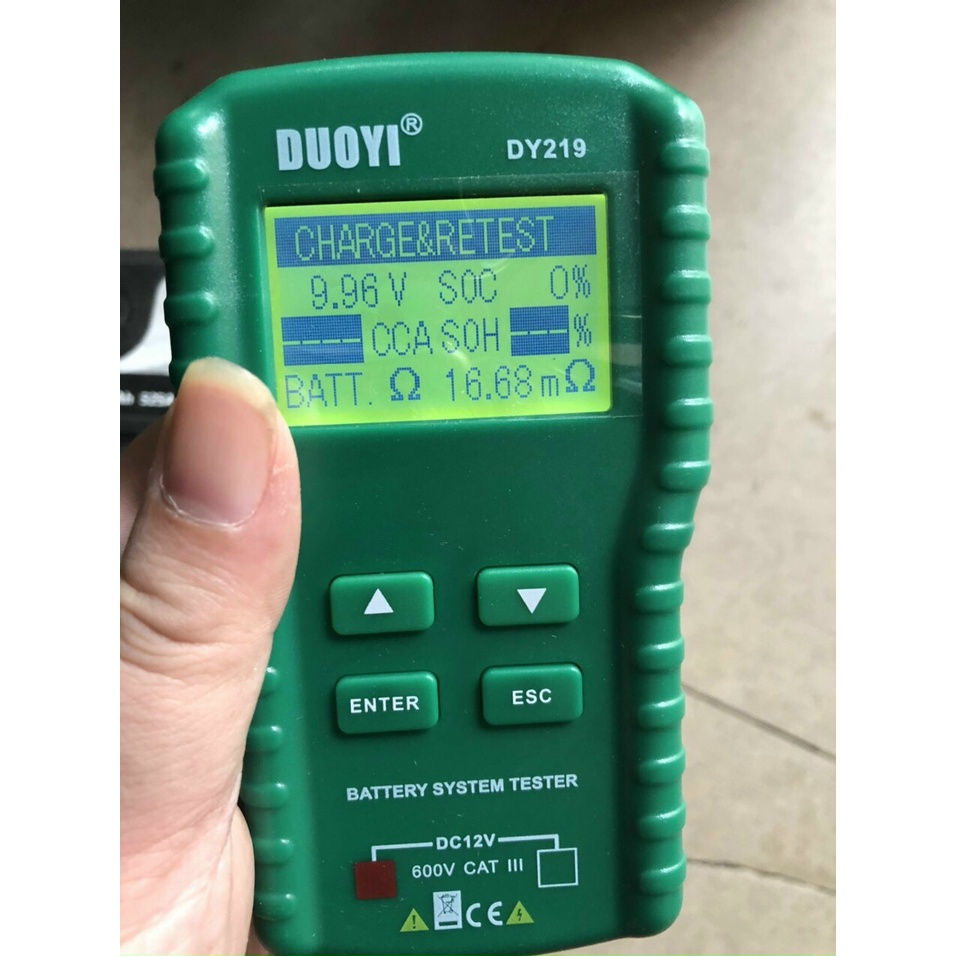 DUOYI®
DY219
CHARGE&RETEST
9.96 V SOC 0%
---- CCA SOH ---%
BATT. Ω 16.68 mΩ
ENTER
ESC
BATTERY SYSTEM TESTER
DC12V
600V CAT III
CE